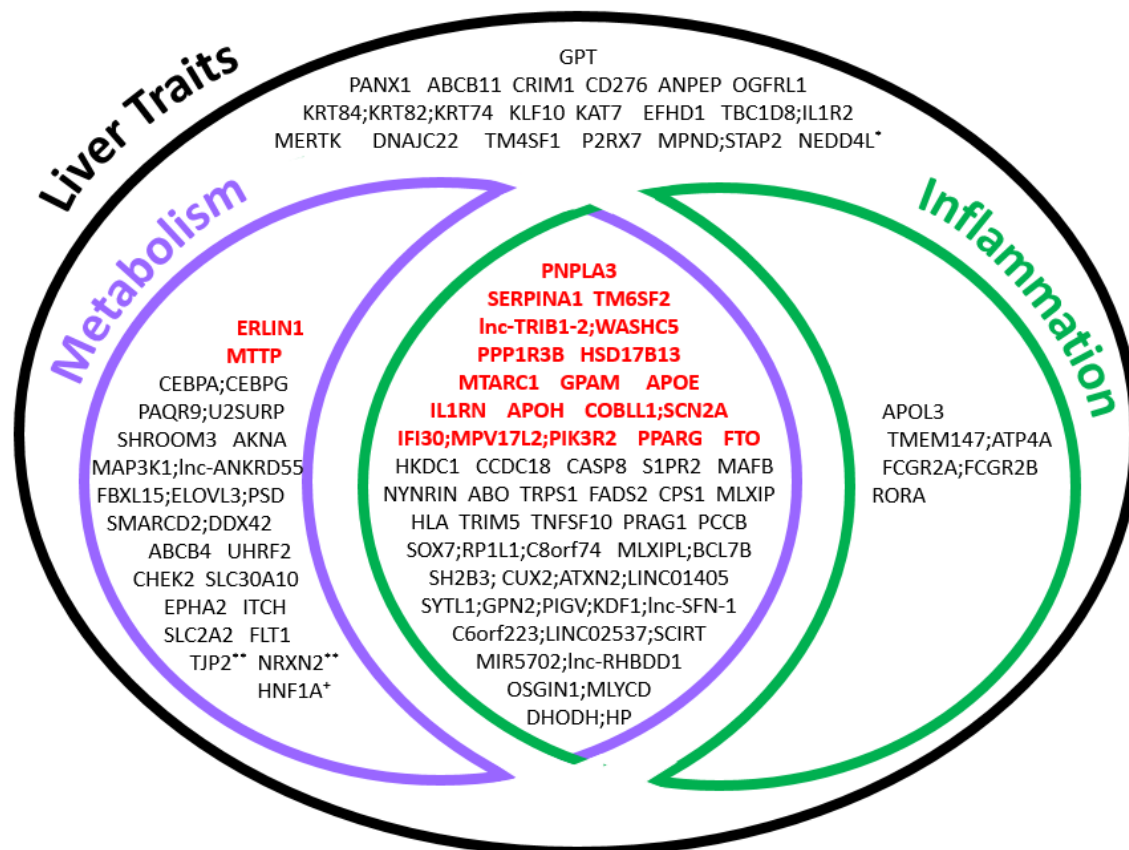 Liver Traits
GPT
PANX1 ABCB11 CRIM1 CD276 ANPEP OGFRL1
KRT84;KRT82;KRT74 KLF10 KAT7 EFHD1 TBC1D8;IL1R2
MERTK DNAJC22 TM4SF1 P2RX7 MPND;STAP2 NEDD4L*
Metabolism
ERLIN1
MTTP
CEBPA;CEBPG
PAQR9;U2SURP
SHROOM3 AKNA
MAP3K1;lnc-ANKRD55
FBXL15;ELOVL3;PSD
SMARCD2;DDX42
ABCB4 UHRF2
CHEK2 SLC30A10
EPHA2 ITCH
SLC2A2 FLT1
TJP2** NRXN2**
HNF1A+
PNPLA3
SERPINA1 TM6SF2
lnc-TRIB1-2;WASHC5
PPP1R3B HSD17B13
MTARC1 GPAM APOE
IL1RN APOH COBLL1;SCN2A
IFI30;MPV17L2;PIK3R2 PPARG FTO
HKDC1 CCDC18 CASP8 S1PR2 MAFB
NYNRIN ABO TRPS1 FADS2 CPS1 MLXIP
HLA TRIM5 TNFSF10 PRAG1 PCCB
SOX7;RP1L1;C8orf74 MLXIPL;BCL7B
SH2B3; CUX2;ATXN2;LINC01405
SYTL1;GPN2;PIGV;KDF1;lnc-SFN-1
C6orf223;LINC02537;SCIRT
MIR5702;lnc-RHBDD1
OSGIN1;MLYCD
DHODH;HP
Inflammation
APOL3
TMEM147;ATP4A
FCGR2A;FCGR2B
RORA